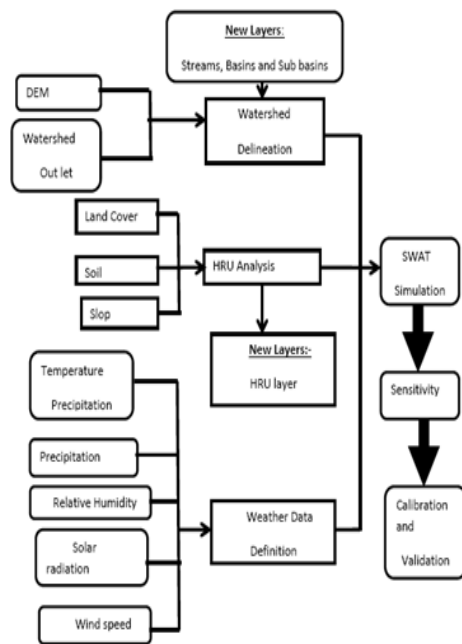 New Layers:
Streams, Basins and Sub basins
DEM
Watershed
Out let
Watershed
Delineation
Land Cover
Soil
Slop
HRU Analysis
SWAT
Simulation
New Layers:-
HRU layer
Temperature
Precipitation
Sensitivity
Precipitation
Relative Humidity
Solar
radiation
Wind speed
Weather Data
Definition
Calibration
and
Validation